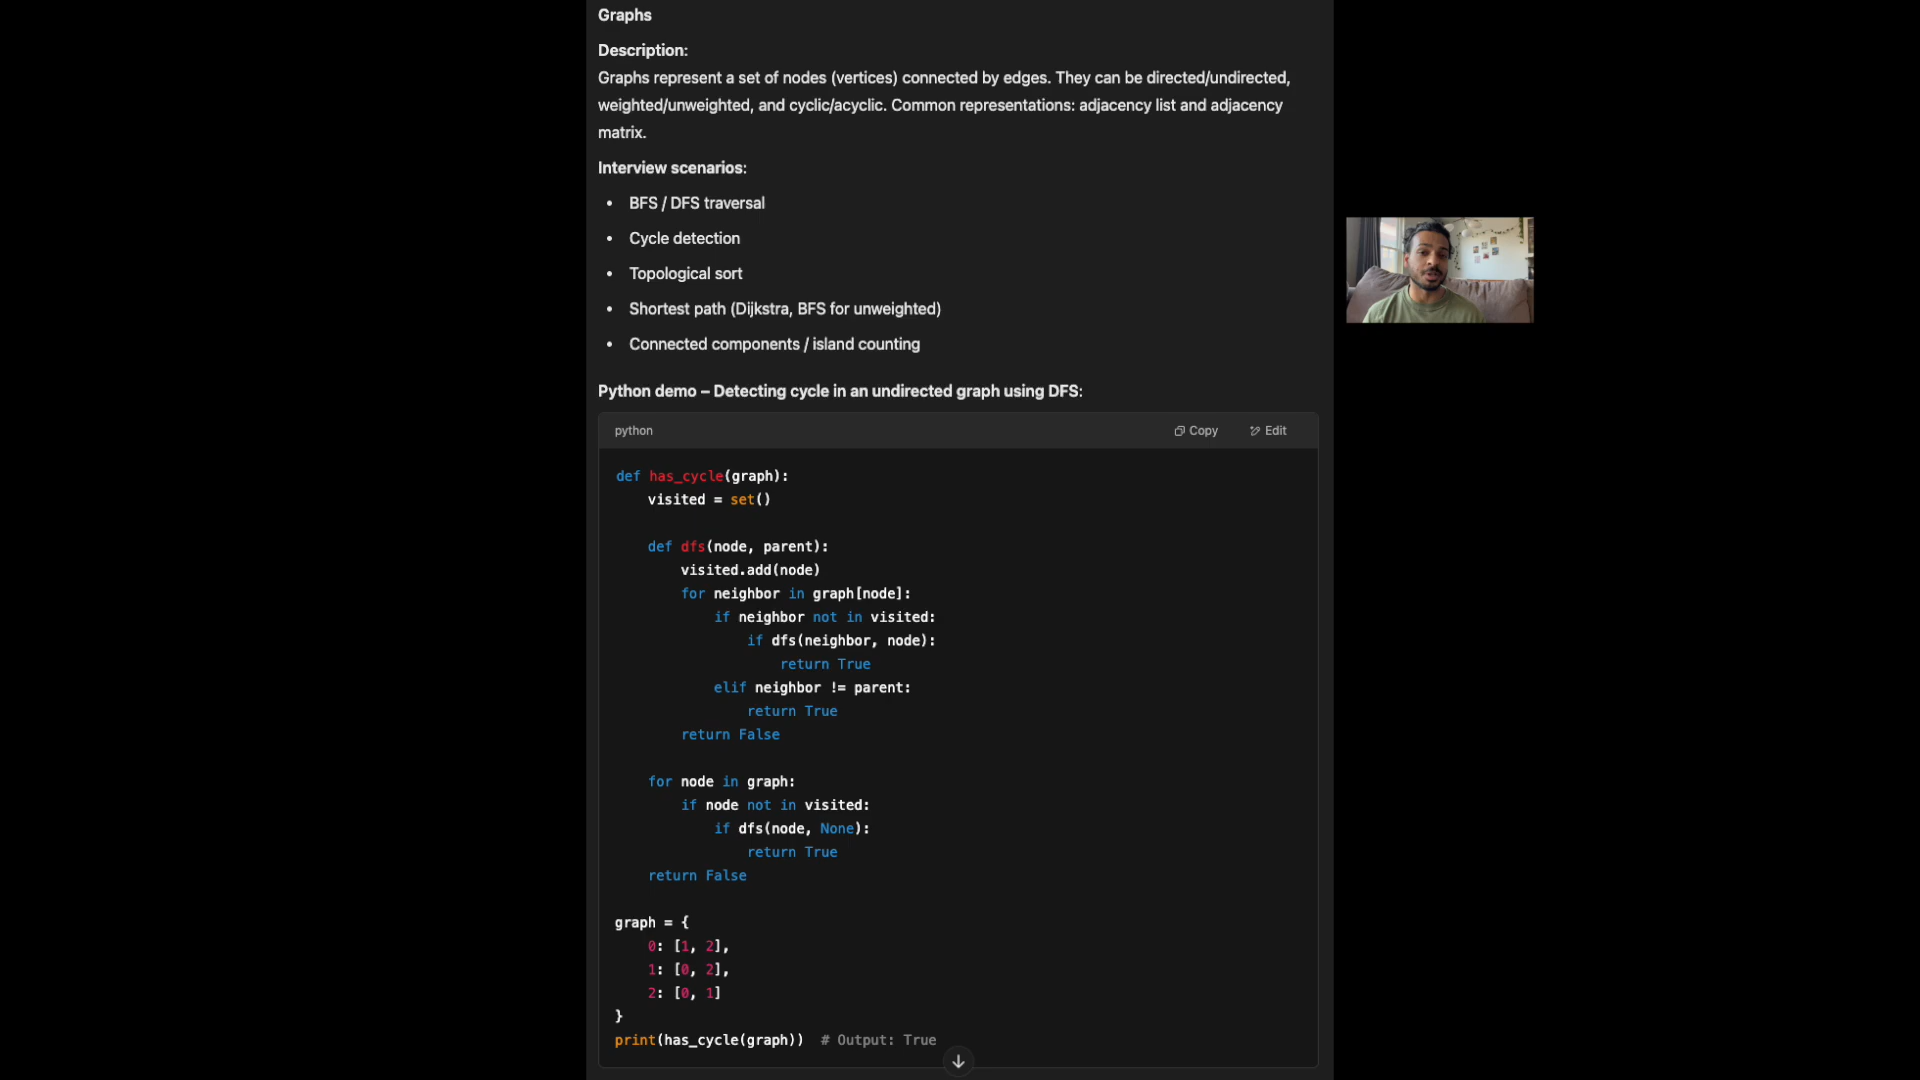 Graphs
Description:
Graphs represent a set of nodes (vertices) connected by edges. They can be directed/undirected,
weighted/unweighted, and cyclic/acyclic. Common representations: adjacency list and adjacency
matrix.
Interview scenarios:
• BFS / DFS traversal
• Cycle detection
• Topological sort
• Shortest path (Dijkstra, BFS for unweighted)
• Connected components / island counting
Python demo – Detecting cycle in an undirected graph using DFS:
python Copy Edit
def has_cycle(graph):
    visited = set()
    def dfs(node, parent):
        visited.add(node)
        for neighbor in graph[node]:
            if neighbor not in visited:
                if dfs(neighbor, node):
                    return True
            elif neighbor != parent:
                return True
        return False
    for node in graph:
        if node not in visited:
            if dfs(node, None):
                return True
    return False
graph = {
    0: [1, 2],
    1: [0, 2],
    2: [0, 1]
}
print(has_cycle(graph))  # Output: True